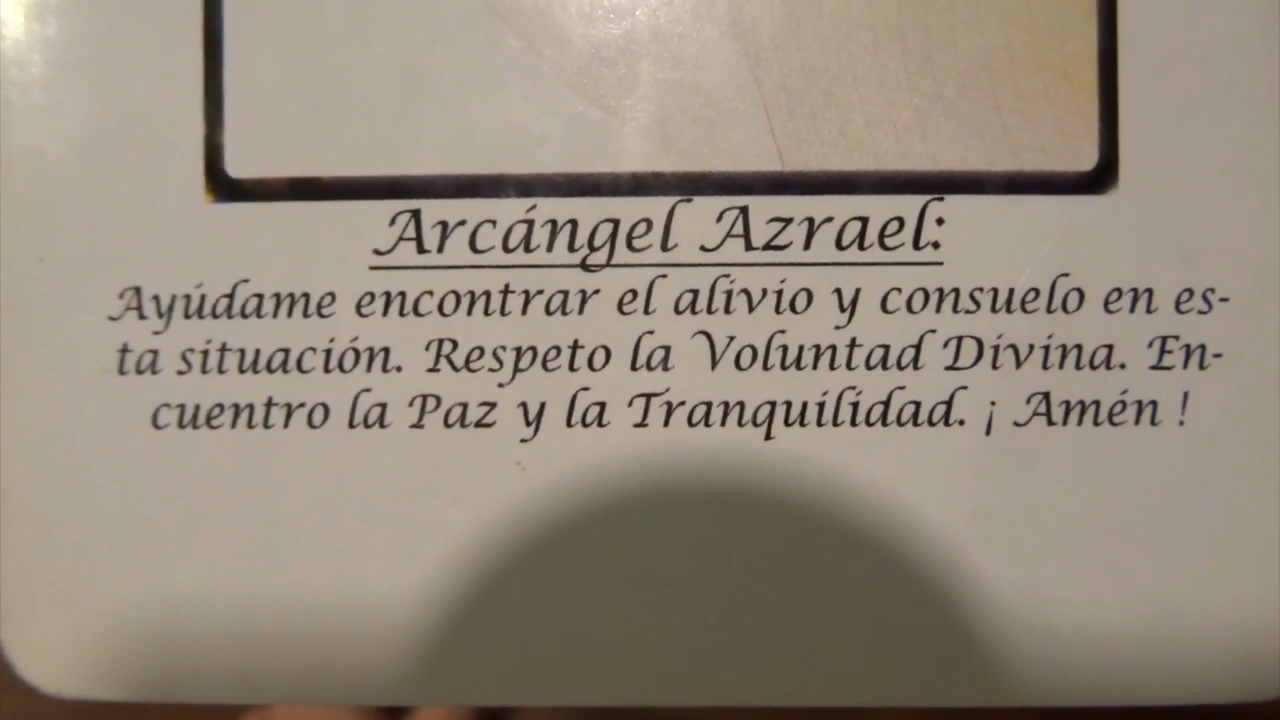 Arcángel Azrael:
Ayúdame encontrar el alivio y consuelo en es-
ta situación. Respeto la Voluntad Divina. En-
cuentro la Paz y la Tranquilidad. ¡ Amén !